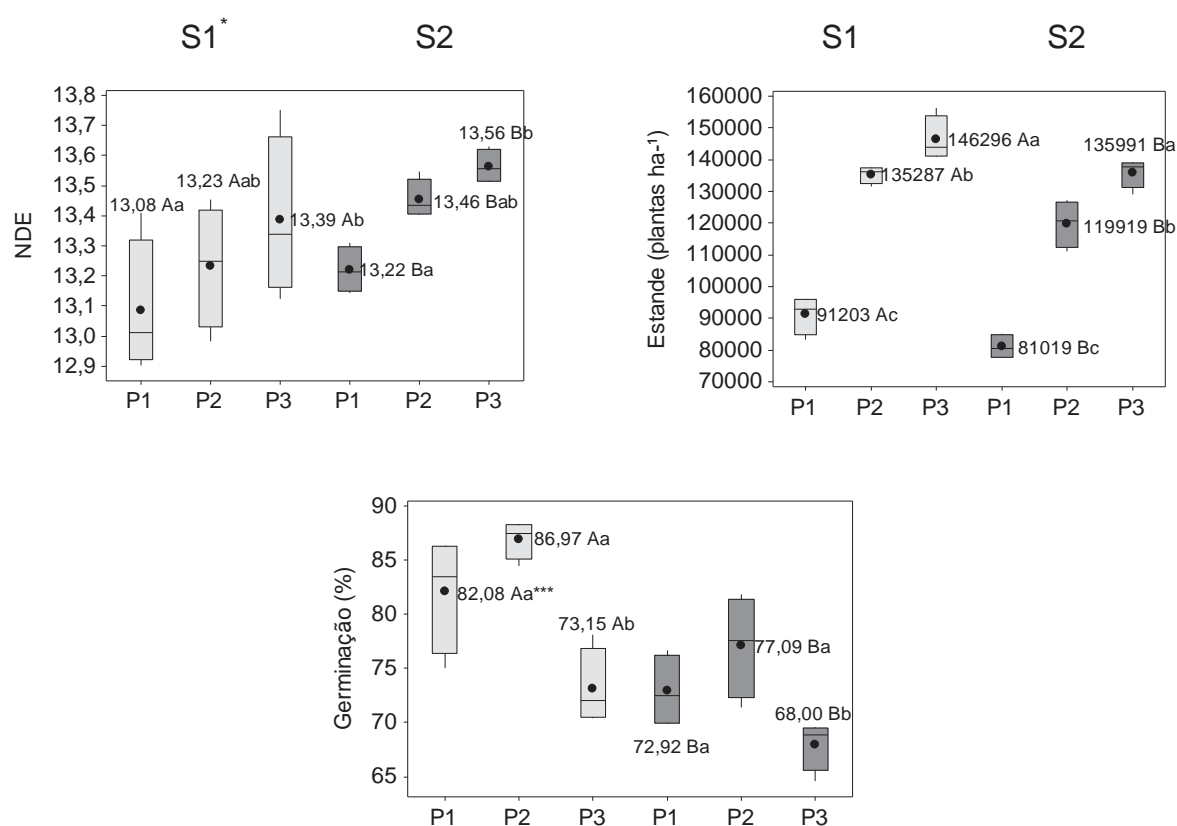 S1* S2
S1 S2
NDE
13,8
13,7
13,6
13,5
13,4
13,3
13,2
13,1
13,0
12,9
13,08 Aa
13,23 Aab
13,39 Ab
13,22 Ba
13,46 Bab
13,56 Bb
P1 P2 P3 P1 P2 P3
Estande (plantas ha-¹)
160000
150000
140000
130000
120000
110000
100000
90000
80000
70000
91203 Ac
135287 Ab
146296 Aa
81019 Bc
119919 Bb
135991 Ba
P1 P2 P3 P1 P2 P3
Germinação (%)
90
85
80
75
70
65
82,08 Aa***
86,97 Aa
73,15 Ab
72,92 Ba
77,09 Ba
68,00 Bb
P1 P2 P3 P1 P2 P3